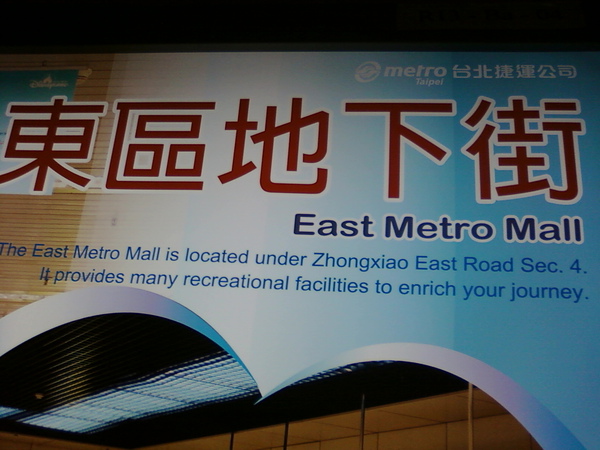 metro Taipei 台北捷運公司
東區地下街
East Metro Mall
The East Metro Mall is located under Zhongxiao East Road Sec. 4.
It provides many recreational facilities to enrich your journey.